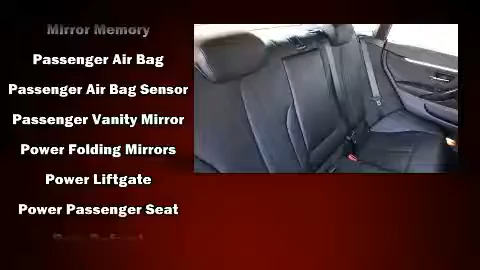 Mirror Memory
Passenger Air Bag
Passenger Air Bag Sensor
Passenger Vanity Mirror
Power Folding Mirrors
Power Liftgate
Power Passenger Seat